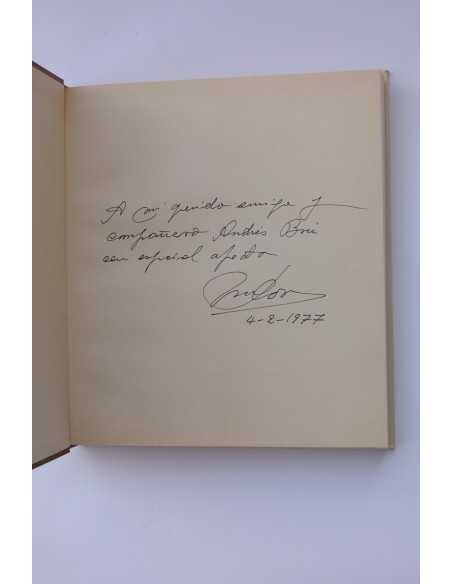 A mi querido amigo y
compañero Andrés
con especial afecto
4-2-1977